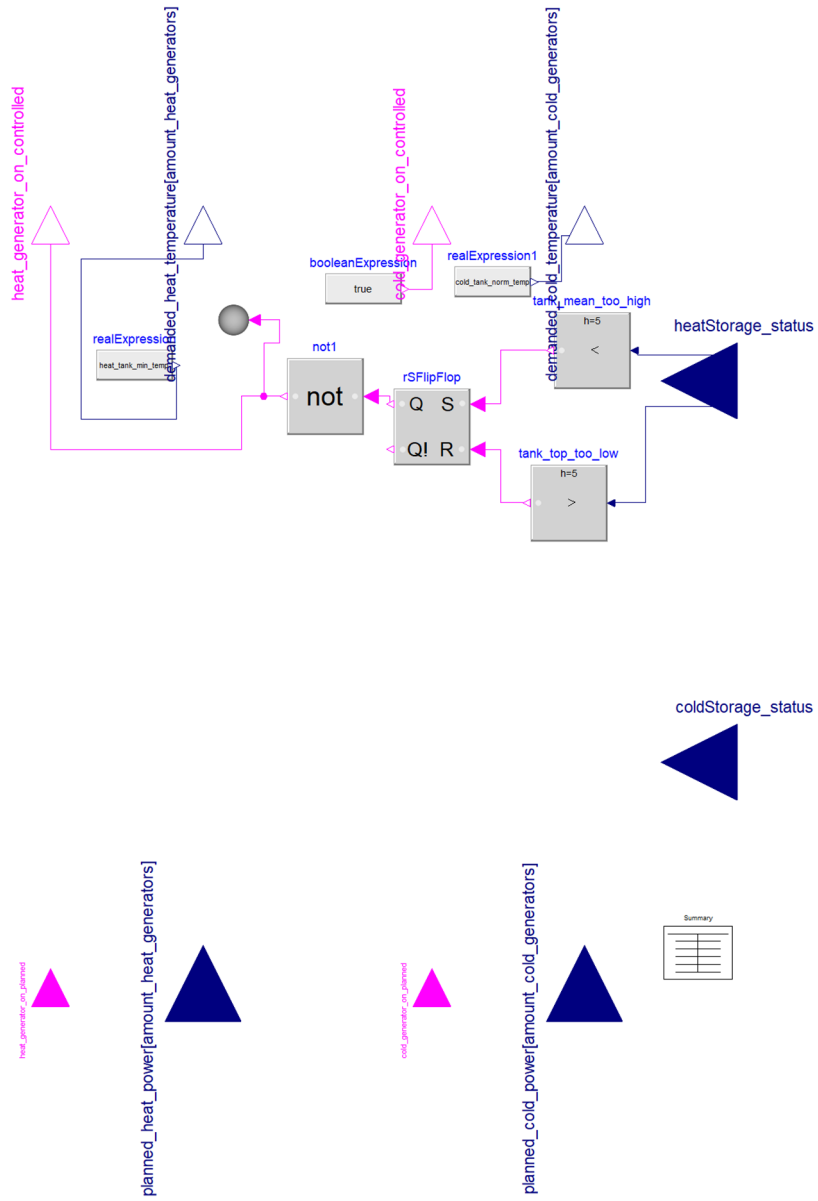 heat_generator_on_controlled
demanded_heat_temperature[amount_heat_generators]
cold_generator_on_controlled
demanded_cold_temperature[amount_cold_generators]
booleanExpression
true
realExpression1
cold_tank_norm_temp
tank_mean_too_high
h=5
<
heatStorage_status
realExpression
heat_tank_min_temp
not1
not
rSFlipFlop
Q S
Q! R
tank_top_too_low
h=5
>
coldStorage_status
heat_generator_on_planned
planned_heat_power[amount_heat_generators]
cold_generator_on_planned
planned_cold_power[amount_cold_generators]
Summary